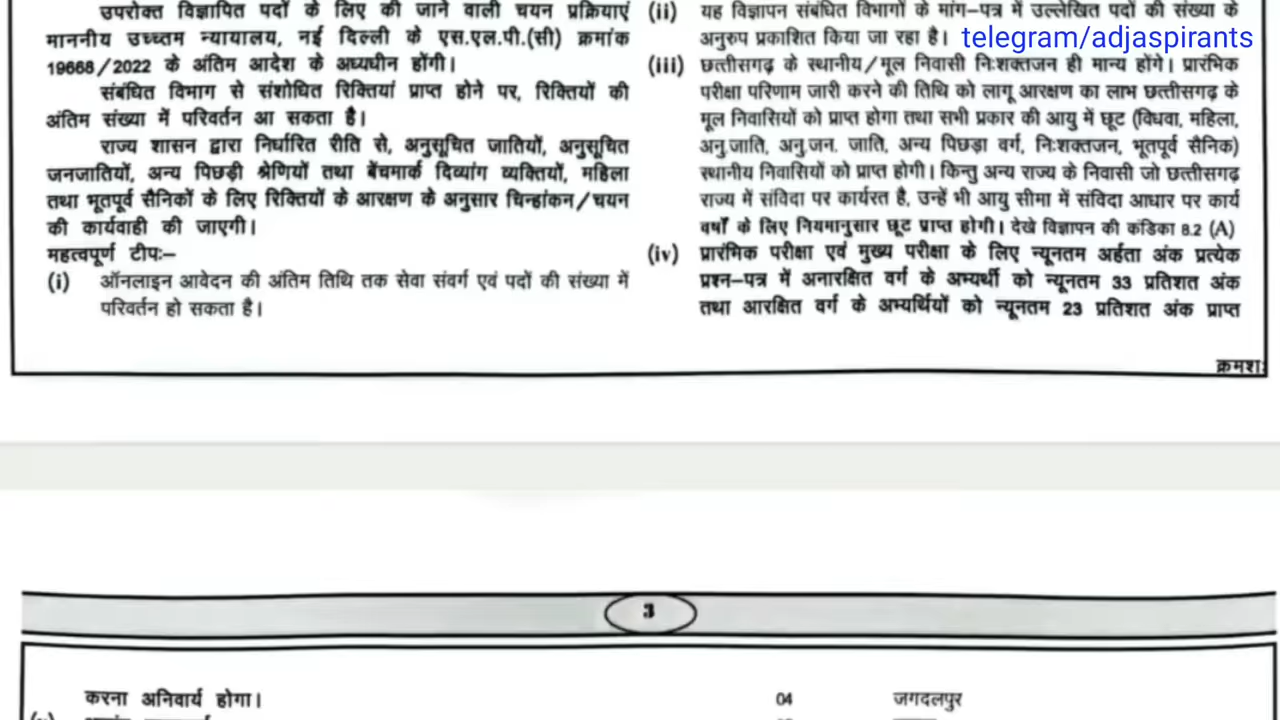 उपरोक्त विज्ञापित पदों के लिए की जाने वाली चयन प्रक्रियाएं
माननीय उच्च्तम न्यायालय, नई दिल्ली के एस.एल.पी.(सी) क्रमांक
19668/2022 के अंतिम आदेश के अध्यधीन होंगी।
संबंधित विभाग से संशोधित रिक्तियां प्राप्त होने पर, रिक्तियों की
अंतिम संख्या में परिवर्तन आ सकता है।
राज्य शासन द्वारा निर्धारित रीति से, अनुसूचित जातियों, अनुसूचित
जनजातियों, अन्य पिछड़ी श्रेणियों तथा बेंचमार्क दिव्यांग व्यक्तियों, महिला
तथा भूतपूर्व सैनिकों के लिए रिक्तियों के आरक्षण के अनुसार चिन्हांकन/चयन
की कार्यवाही की जाएगी।
महत्वपूर्ण टीपः–
(i) ऑनलाइन आवेदन की अंतिम तिथि तक सेवा संवर्ग एवं पदों की संख्या में
परिवर्तन हो सकता है।
(ii) यह विज्ञापन संबंधित विभागों के मांग–पत्र में उल्लेखित पदों की संख्या के
अनुरुप प्रकाशित किया जा रहा है।
telegram/adjaspirants
(iii) छत्तीसगढ़ के स्थानीय/मूल निवासी निःशक्तजन ही मान्य होंगे। प्रारंभिक
परीक्षा परिणाम जारी करने की तिथि को लागू आरक्षण का लाभ छत्तीसगढ़ के
मूल निवासियों को प्राप्त होगा तथा सभी प्रकार की आयु में छूट (विधवा, महिला,
अनु.जाति, अनु.जन. जाति, अन्य पिछड़ा वर्ग, निःशक्तजन, भूतपूर्व सैनिक)
स्थानीय निवासियों को प्राप्त होगी। किन्तु अन्य राज्य के निवासी जो छत्तीसगढ़
राज्य में संविदा पर कार्यरत है, उन्हें भी आयु सीमा में संविदा आधार पर कार्य
वर्षों के लिए नियमानुसार छूट प्राप्त होगी। देखे विज्ञापन की कंडिका 8.2 (A)
(iv) प्रारंभिक परीक्षा एवं मुख्य परीक्षा के लिए न्यूनतम अर्हता अंक प्रत्येक
प्रश्न–पत्र में अनारक्षित वर्ग के अभ्यर्थी को न्यूनतम 33 प्रतिशत अंक
तथा आरक्षित वर्ग के अभ्यर्थियों को न्यूनतम 23 प्रतिशत अंक प्राप्त
क्रमशः
3
करना अनिवार्य होगा।
04 जगदलपुर